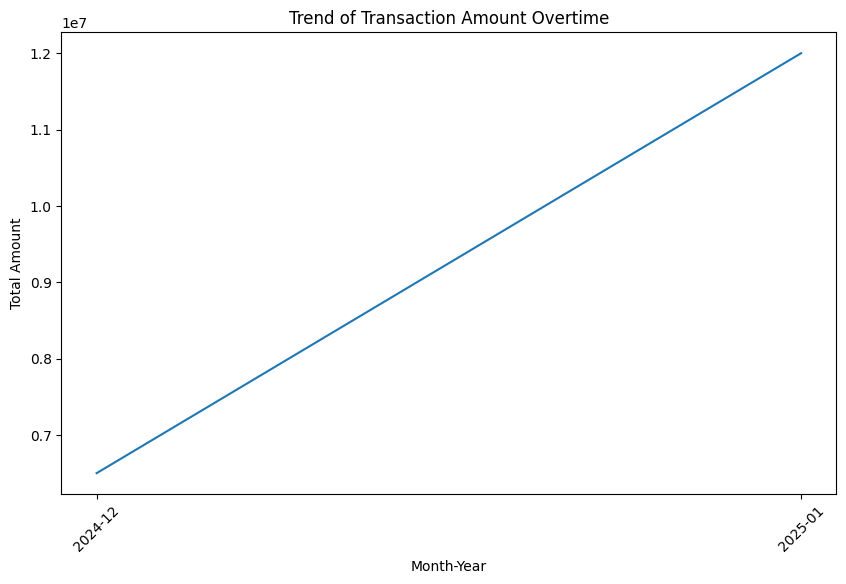 Trend of Transaction Amount Overtime
1e7
1.2
1.1
1.0
0.9
0.8
0.7
Total Amount
2024-12
2025-01
Month-Year